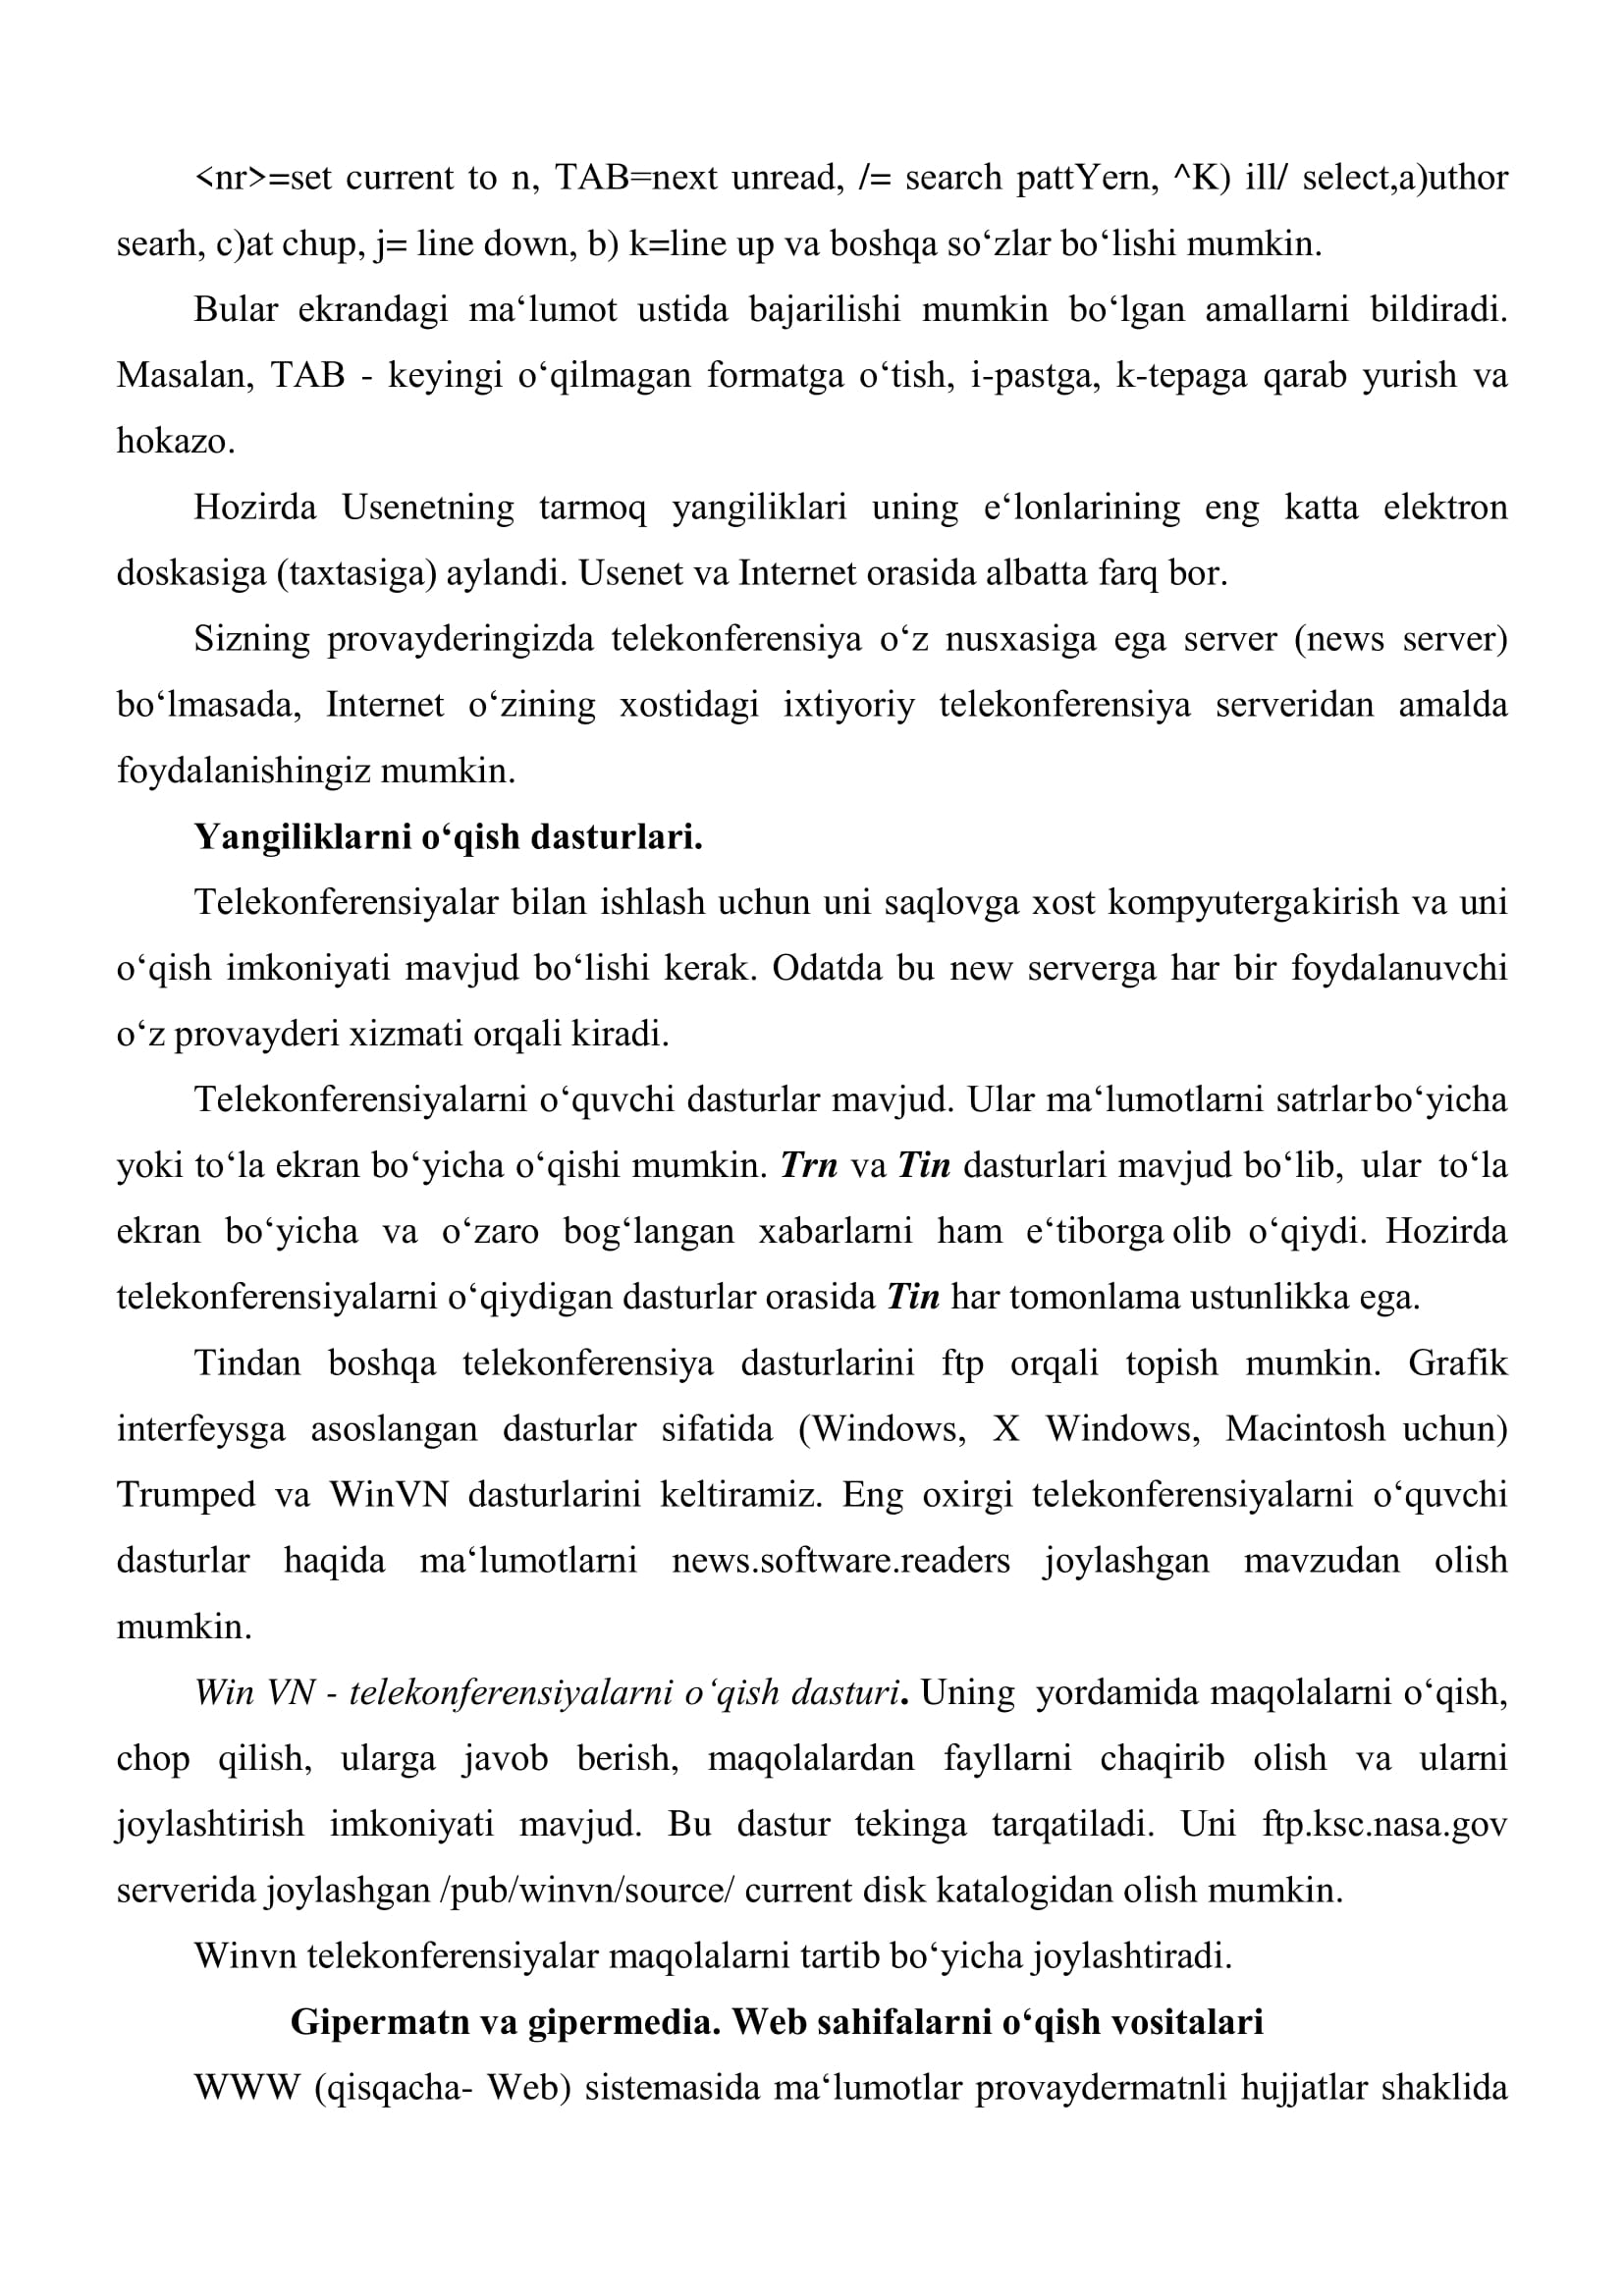 <nr>=set current to n, TAB=next unread, /= search pattYern, ^K) ill/ select,a)uthor
searh, c)at chup, j= line down, b) k=line up va boshqa so‘zlar bo‘lishi mumkin.
Bular ekrandagi ma‘lumot ustida bajarilishi mumkin bo‘lgan amallarni bildiradi.
Masalan, TAB - keyingi o‘qilmagan formatga o‘tish, i-pastga, k-tepaga qarab yurish va
hokazo.
Hozirda Usenetning tarmoq yangiliklari uning e‘lonlarining eng katta elektron
doskasiga (taxtasiga) aylandi. Usenet va Internet orasida albatta farq bor.
Sizning provayderingizda telekonferensiya o‘z nusxasiga ega server (news server)
bo‘lmasada, Internet o‘zining xostidagi ixtiyoriy telekonferensiya serveridan amalda
foydalanishingiz mumkin.
Yangiliklarni o‘qish dasturlari.
Telekonferensiyalar bilan ishlash uchun uni saqlovga xost kompyutergakirish va uni
o‘qish imkoniyati mavjud bo‘lishi kerak. Odatda bu new serverga har bir foydalanuvchi
o‘z provayderi xizmati orqali kiradi.
Telekonferensiyalarni o‘quvchi dasturlar mavjud. Ular ma‘lumotlarni satrlarbo‘yicha
yoki to‘la ekran bo‘yicha o‘qishi mumkin. Trn va Tin dasturlari mavjud bo‘lib, ular to‘la
ekran bo‘yicha va o‘zaro bog‘langan xabarlarni ham e‘tiborga olib o‘qiydi. Hozirda
telekonferensiyalarni o‘qiydigan dasturlar orasida Tin har tomonlama ustunlikka ega.
Tindan boshqa telekonferensiya dasturlarini ftp orqali topish mumkin. Grafik
interfeysga asoslangan dasturlar sifatida (Windows, X Windows, Macintosh uchun)
Trumped va WinVN dasturlarini keltiramiz. Eng oxirgi telekonferensiyalarni o‘quvchi
dasturlar haqida ma‘lumotlarni news.software.readers joylashgan mavzudan olish
mumkin.
Win VN - telekonferensiyalarni o‘qish dasturi. Uning yordamida maqolalarni o‘qish,
chop qilish, ularga javob berish, maqolalardan fayllarni chaqirib olish va ularni
joylashtirish imkoniyati mavjud. Bu dastur tekinga tarqatiladi. Uni ftp.ksc.nasa.gov
serverida joylashgan /pub/winvn/source/ current disk katalogidan olish mumkin.
Winvn telekonferensiyalar maqolalarni tartib bo‘yicha joylashtiradi.
Gipermatn va gipermedia. Web sahifalarni o‘qish vositalari
WWW (qisqacha- Web) sistemasida ma‘lumotlar provaydermatnli hujjatlar shaklida